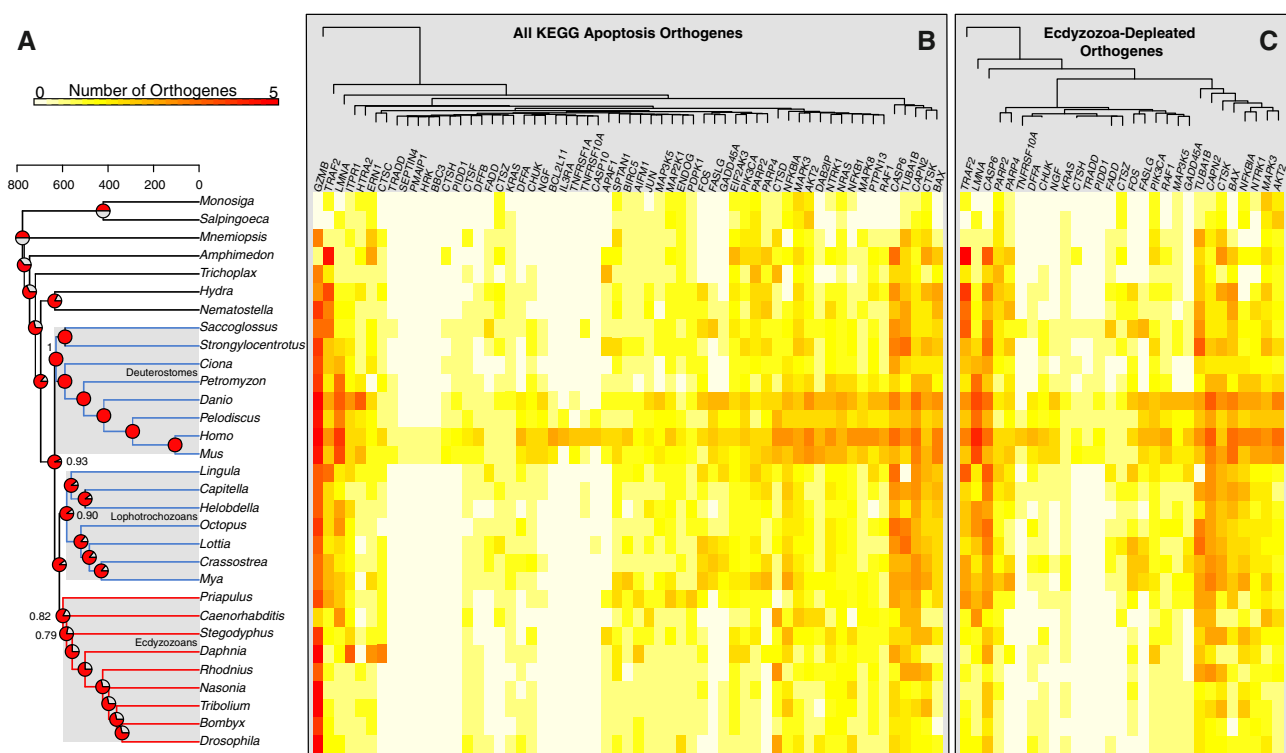 A
Number of Orthogenes
0
5
800 600 400 200 0
Monosiga
Salpingoeca
Mnemiopsis
Amphimedon
Trichoplax
Hydra
Nematostella
Saccoglossus
1
Strongylocentrotus
Ciona
Deuterostomes
Petromyzon
Danio
Pelodiscus
Homo
Mus
0.93
Lingula
Capitella
Helobdella
0.90
Lophotrochozoans
Octopus
Lottia
Crassostrea
Mya
Priapulus
0.82
Caenorhabditis
0.79
Stegodyphus
Ecdyzozoans
Daphnia
Rhodnius
Nasonia
Tribolium
Bombyx
Drosophila
All KEGG Apoptosis Orthogenes
B
GZMB
TRAF2
LMNA
ITPR1
HTRA2
ERN1
CTSC
TRADD
SEPTIN4
PMAIP1
HRK
BBC3
CTSH
PIDD1
CTSF
DFFB
FADD
CTSZ
KRAS
DFFA
CHUK
NGF
BCL2L11
IL3RA
TNFRSF1A
TNFRSF10A
CASP10
APAF1
SPTAN1
BIRC5
AIFM1
JUN
MAP3K5
MAP2K1
ENDOG
PDPK1
FOS
FASLG
GADD45A
EIF2AK3
PIK3CA
PARP2
PARP4
CTSD
NFKBIA
MAPK3
AKT2
DAB2IP
NTRK1
NRAS
NFKB1
MAPK8
PTPN13
RAF1
CASP6
TUBA1B
CAPN2
CTSK
BAX
Ecdyzozoa-Depleated
Orthogenes
C
TRAF2
LMNA
CASP6
PARP2
PARP4
TNFRSF10A
DFFA
CHUK
NGF
KRAS
CTSH
TRADD
PIDD1
FADD
CTSZ
FOS
FASLG
PIK3CA
RAF1
MAP3K5
GADD45A
TUBA1B
CAPN2
CTSK
BAX
NFKBIA
NTRK1
MAPK3
AKT2